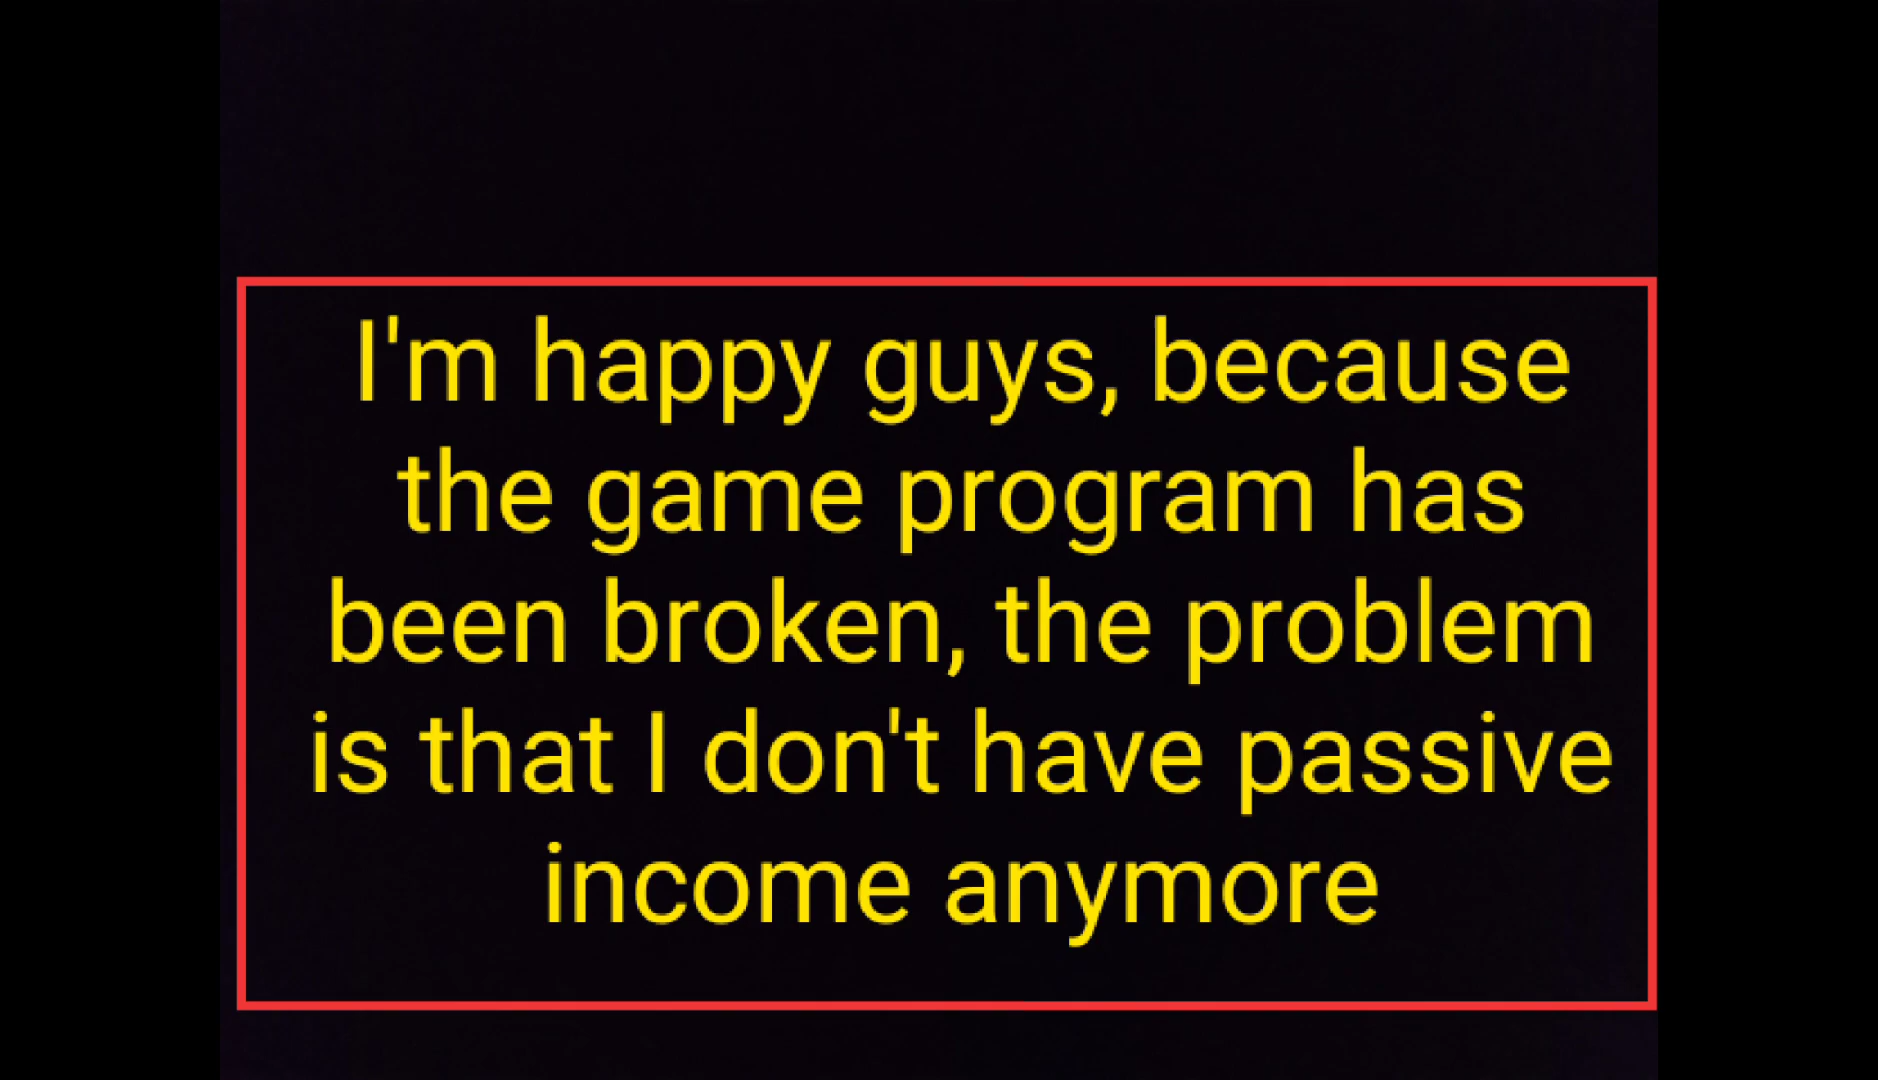 I'm happy guys, because
the game program has
been broken, the problem
is that I don't have passive
income anymore